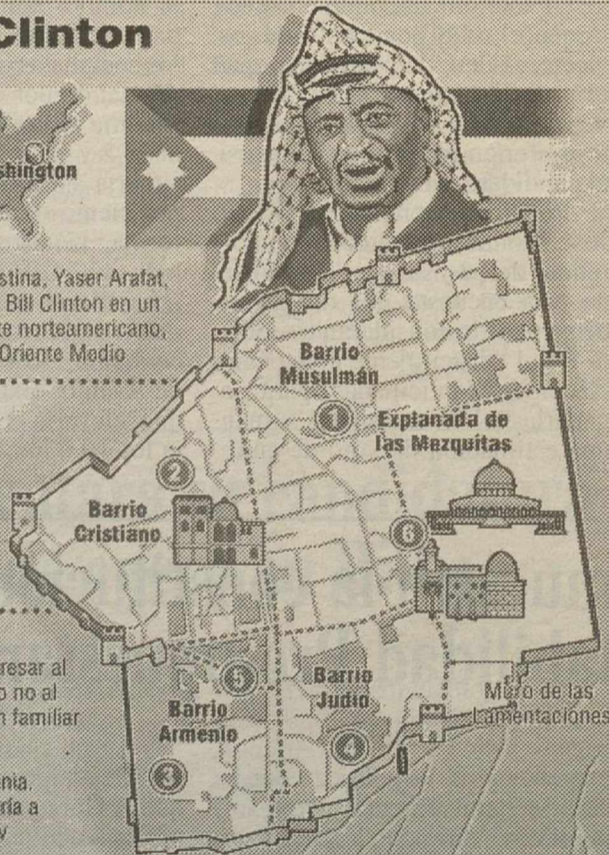 Clinton
shington
stina, Yaser Arafat,
Bill Clinton en un
te norteamericano,
Oriente Medio
Barrio
Musulmán
1
Explanada de
las Mezquitas
2
Barrio
Cristiano
6
resar al
o no al
n familiar
5
Barrio
Judío
Muro de las
Lamentaciones
Barrio
Armenio
4
3
nia.
ría a
y